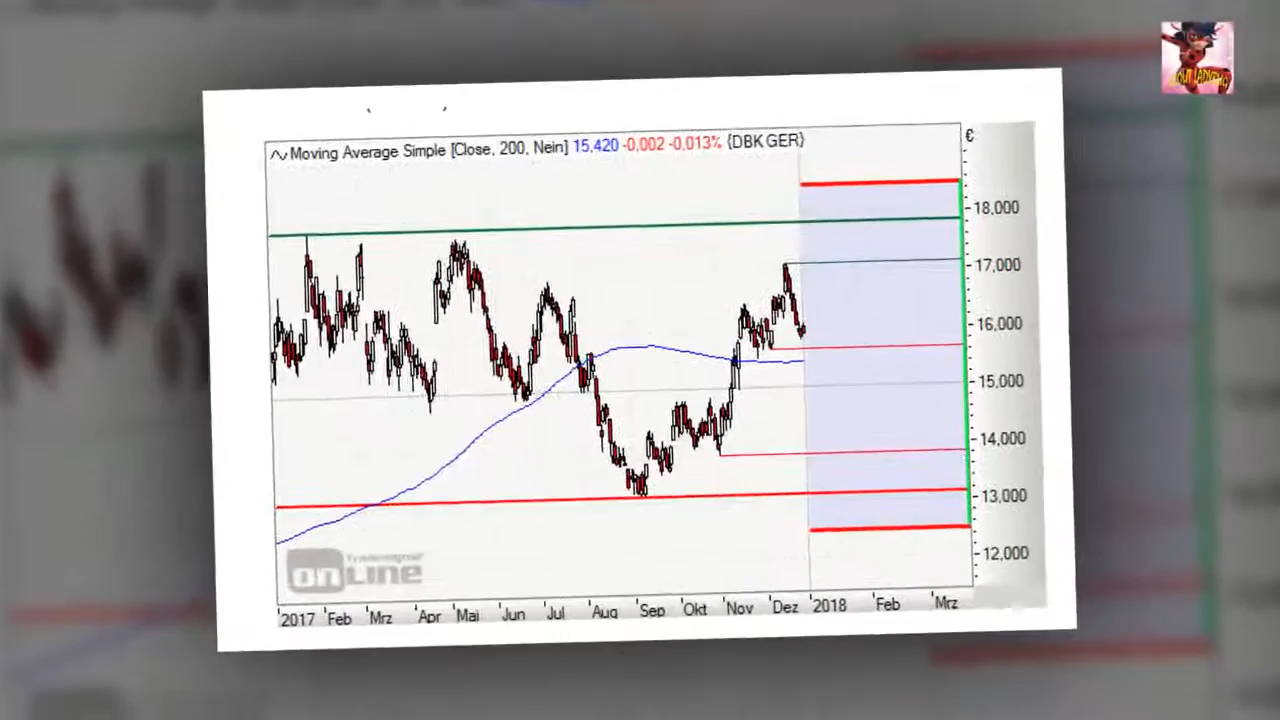 Moving Average Simple [Close, 200, Nein] 15,420 -0,002 -0,013% {DBK GER}
€
18,000
17,000
16,000
15,000
14,000
13,000
12,000
2017 Feb Mrz Apr Mai Jun Jul Aug Sep Okt Nov Dez 2018 Feb Mrz
onLine